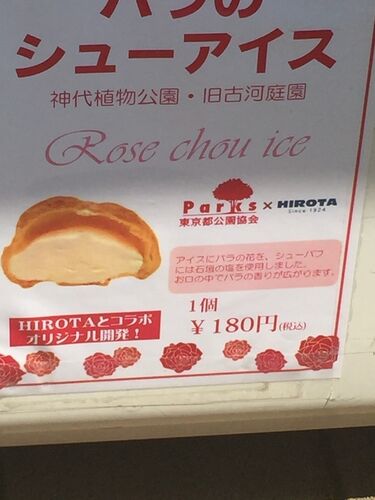 バラの
シューアイス
神代植物公園・旧古河庭園
Rose chou ice
Parks × HIROTA
Since 1924
東京都公園協会
アイスにバラの花を、シューパフ
には石垣の塩を使用しました。
お口の中でバラの香りが広がります。
HIROTAとコラボ
オリジナル開発！
1個
￥180円(税込)